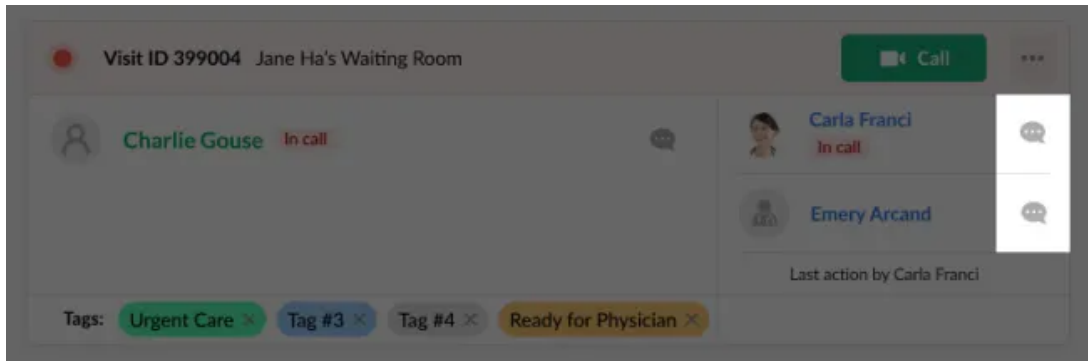 Visit ID 399004 Jane Ha's Waiting Room
Call
Charlie Gouse In call
Carla Franci
In call
Emery Arcand
Last action by Carla Franci
Tags: Urgent Care × Tag #3 × Tag #4 × Ready for Physician ×